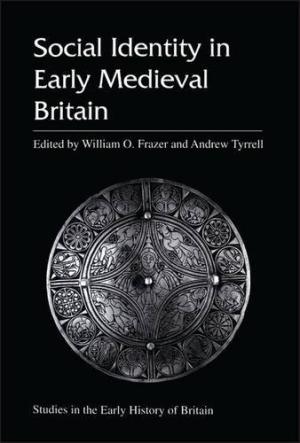 Social Identity in
Early Medieval
Britain
Edited by William O. Frazer and Andrew Tyrrell
Studies in the Early History of Britain